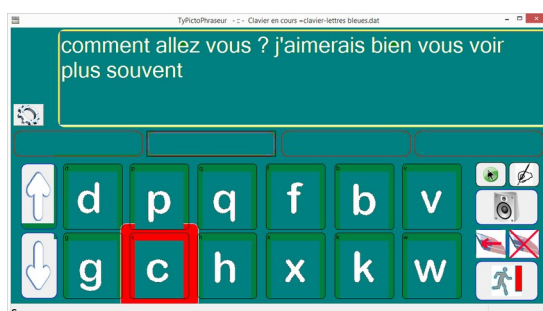 TyPictoPhraseur - :: - Clavier en cours =clavier-lettres bleues.dat
comment allez vous ? j'aimerais bien vous voir
plus souvent
d p q f b v
g c h x k w